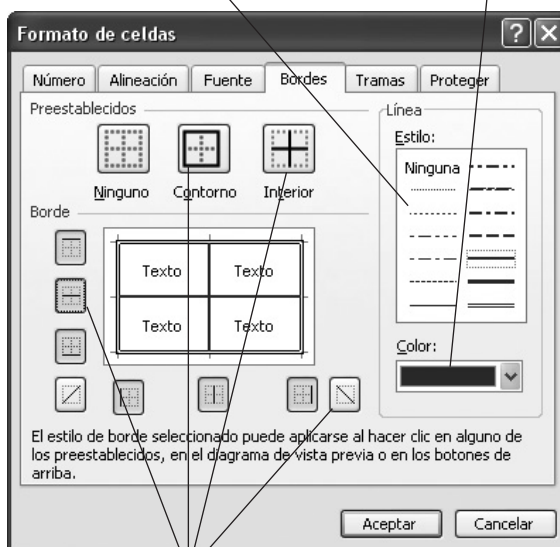 Formato de celdas
Número Alineación Fuente Bordes Tramas Proteger
Preestablecidos
Ninguno Contorno Interior
Borde
Texto Texto
Texto Texto
Línea
Estilo:
Ninguna
Color:
El estilo de borde seleccionado puede aplicarse al hacer clic en alguno de
los preestablecidos, en el diagrama de vista previa o en los botones de
arriba.
Aceptar Cancelar